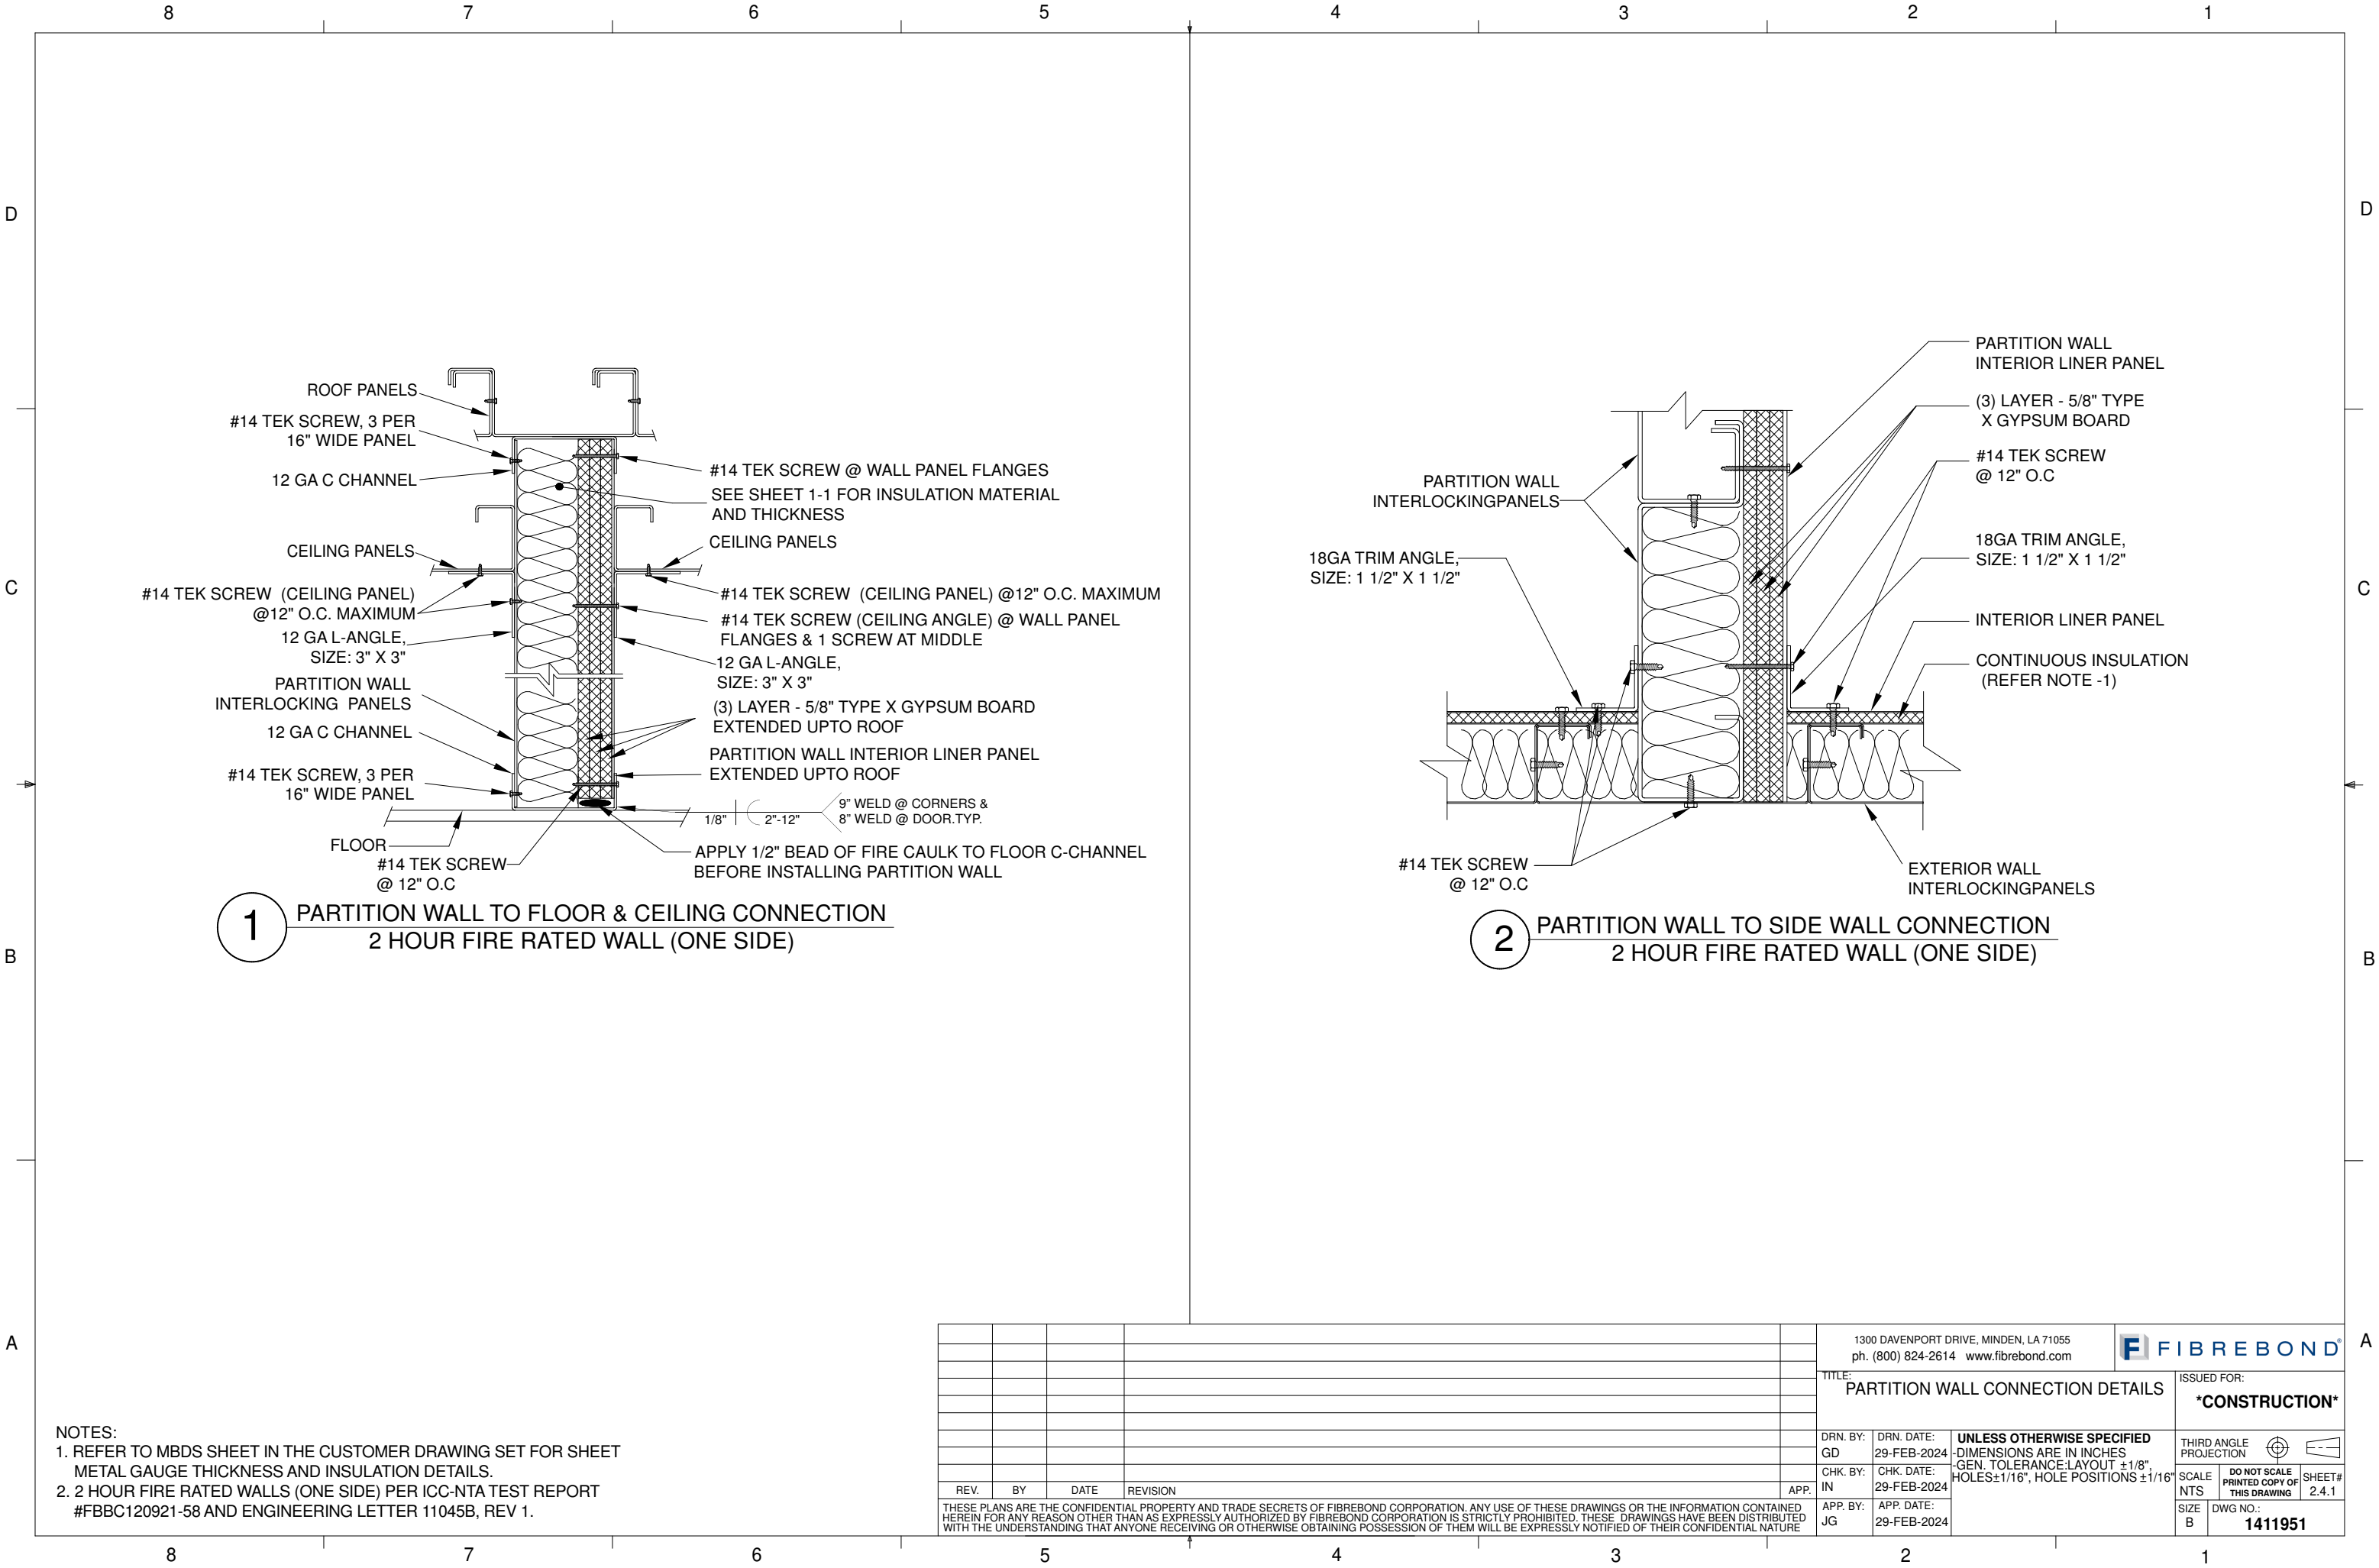 8 7 6 5 4 3 2 1
D D
C C
B B
A A
ROOF PANELS
#14 TEK SCREW, 3 PER
16" WIDE PANEL
12 GA C CHANNEL
CEILING PANELS
#14 TEK SCREW (CEILING PANEL)
@12" O.C. MAXIMUM
12 GA L-ANGLE,
SIZE: 3" X 3"
PARTITION WALL
INTERLOCKING PANELS
12 GA C CHANNEL
#14 TEK SCREW, 3 PER
16" WIDE PANEL
FLOOR
#14 TEK SCREW
@ 12" O.C
#14 TEK SCREW @ WALL PANEL FLANGES
SEE SHEET 1-1 FOR INSULATION MATERIAL
AND THICKNESS
CEILING PANELS
#14 TEK SCREW (CEILING PANEL) @12" O.C. MAXIMUM
#14 TEK SCREW (CEILING ANGLE) @ WALL PANEL
FLANGES & 1 SCREW AT MIDDLE
12 GA L-ANGLE,
SIZE: 3" X 3"
(3) LAYER - 5/8" TYPE X GYPSUM BOARD
EXTENDED UPTO ROOF
PARTITION WALL INTERIOR LINER PANEL
EXTENDED UPTO ROOF
1/8" 2"-12"
9" WELD @ CORNERS &
8" WELD @ DOOR.TYP.
APPLY 1/2" BEAD OF FIRE CAULK TO FLOOR C-CHANNEL
BEFORE INSTALLING PARTITION WALL
1
PARTITION WALL TO FLOOR & CEILING CONNECTION
2 HOUR FIRE RATED WALL (ONE SIDE)
PARTITION WALL
INTERLOCKINGPANELS
18GA TRIM ANGLE,
SIZE: 1 1/2" X 1 1/2"
#14 TEK SCREW
@ 12" O.C
PARTITION WALL
INTERIOR LINER PANEL
(3) LAYER - 5/8" TYPE
X GYPSUM BOARD
#14 TEK SCREW
@ 12" O.C
18GA TRIM ANGLE,
SIZE: 1 1/2" X 1 1/2"
INTERIOR LINER PANEL
CONTINUOUS INSULATION
(REFER NOTE -1)
EXTERIOR WALL
INTERLOCKINGPANELS
2
PARTITION WALL TO SIDE WALL CONNECTION
2 HOUR FIRE RATED WALL (ONE SIDE)
NOTES:
1. REFER TO MBDS SHEET IN THE CUSTOMER DRAWING SET FOR SHEET
METAL GAUGE THICKNESS AND INSULATION DETAILS.
2. 2 HOUR FIRE RATED WALLS (ONE SIDE) PER ICC-NTA TEST REPORT
#FBBC120921-58 AND ENGINEERING LETTER 11045B, REV 1.
REV. BY DATE REVISION APP.
THESE PLANS ARE THE CONFIDENTIAL PROPERTY AND TRADE SECRETS OF FIBREBOND CORPORATION. ANY USE OF THESE DRAWINGS OR THE INFORMATION CONTAINED
HEREIN FOR ANY REASON OTHER THAN AS EXPRESSLY AUTHORIZED BY FIBREBOND CORPORATION IS STRICTLY PROHIBITED. THESE DRAWINGS HAVE BEEN DISTRIBUTED
WITH THE UNDERSTANDING THAT ANYONE RECEIVING OR OTHERWISE OBTAINING POSSESSION OF THEM WILL BE EXPRESSLY NOTIFIED OF THEIR CONFIDENTIAL NATURE
1300 DAVENPORT DRIVE, MINDEN, LA 71055
ph. (800) 824-2614 www.fibrebond.com
F FIBREBOND®
TITLE:
PARTITION WALL CONNECTION DETAILS
ISSUED FOR:
*CONSTRUCTION*
DRN. BY: DRN. DATE:
GD 29-FEB-2024
CHK. BY: CHK. DATE:
IN 29-FEB-2024
APP. BY: APP. DATE:
JG 29-FEB-2024
UNLESS OTHERWISE SPECIFIED
-DIMENSIONS ARE IN INCHES
-GEN. TOLERANCE:LAYOUT ±1/8",
HOLES±1/16", HOLE POSITIONS ±1/16"
THIRD ANGLE
PROJECTION
SCALE
NTS
DO NOT SCALE
PRINTED COPY OF
THIS DRAWING
SHEET#
2.4.1
SIZE
B
DWG NO.:
1411951
8 7 6 5 4 3 2 1